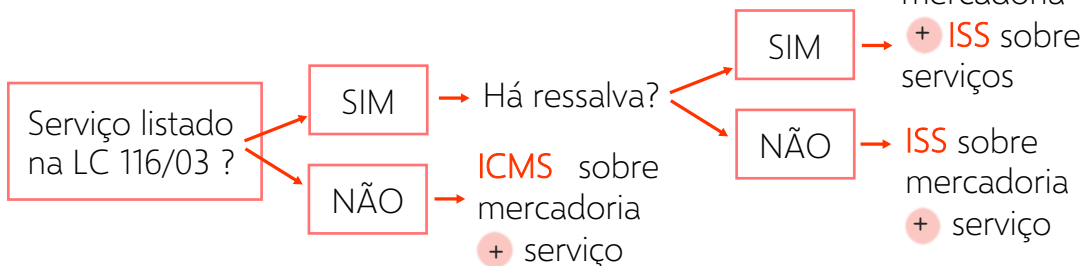 Serviço listado
na LC 116/03 ?
SIM
NÃO
Há ressalva?
ICMS sobre
mercadoria
+ serviço
SIM
NÃO
mercadoria
+ ISS sobre
serviços
ISS sobre
mercadoria
+ serviço